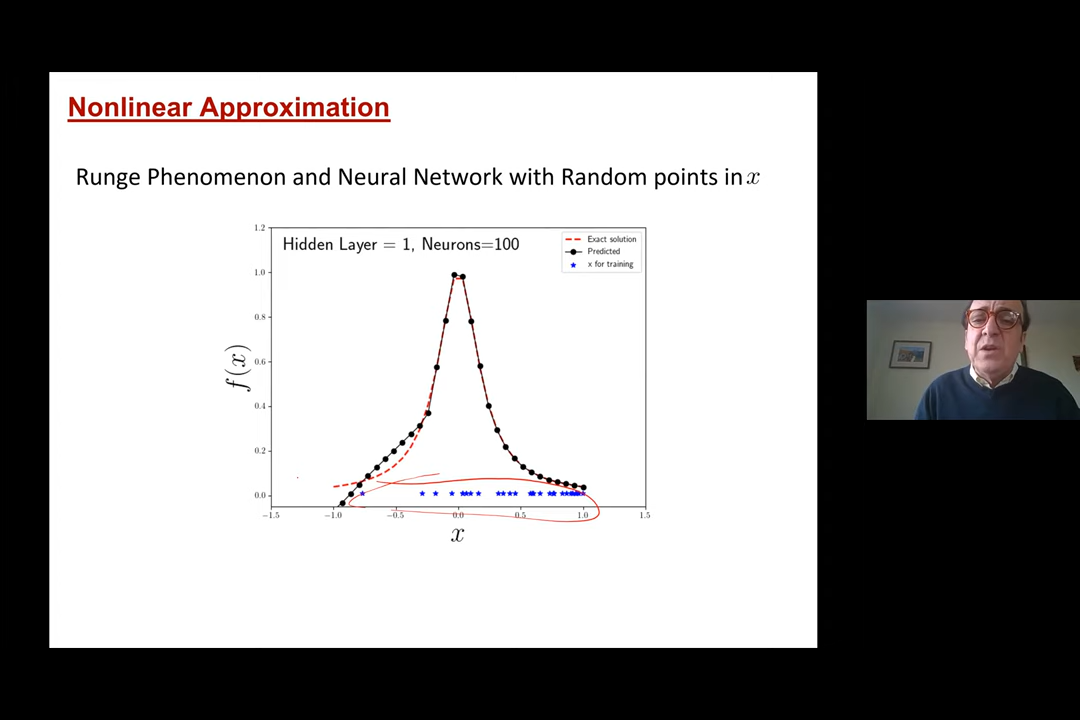 Nonlinear Approximation
Runge Phenomenon and Neural Network with Random points in x
Hidden Layer = 1, Neurons=100
Exact solution
Predicted
x for training
1.2
1.0
0.8
0.6
0.4
0.2
0.0
f(x)
−1.5 −1.0 −0.5 0.0 0.5 1.0 1.5
x